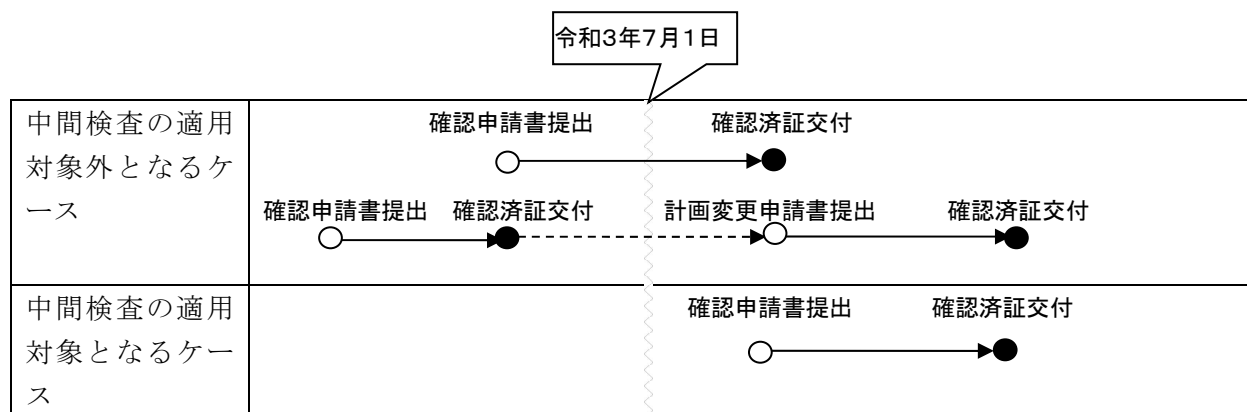 令和3年7月1日
中間検査の適用
対象外となるケ
ース
確認申請書提出
確認済証交付
確認申請書提出
確認済証交付
計画変更申請書提出
確認済証交付
中間検査の適用
対象となるケー
ス
確認申請書提出
確認済証交付